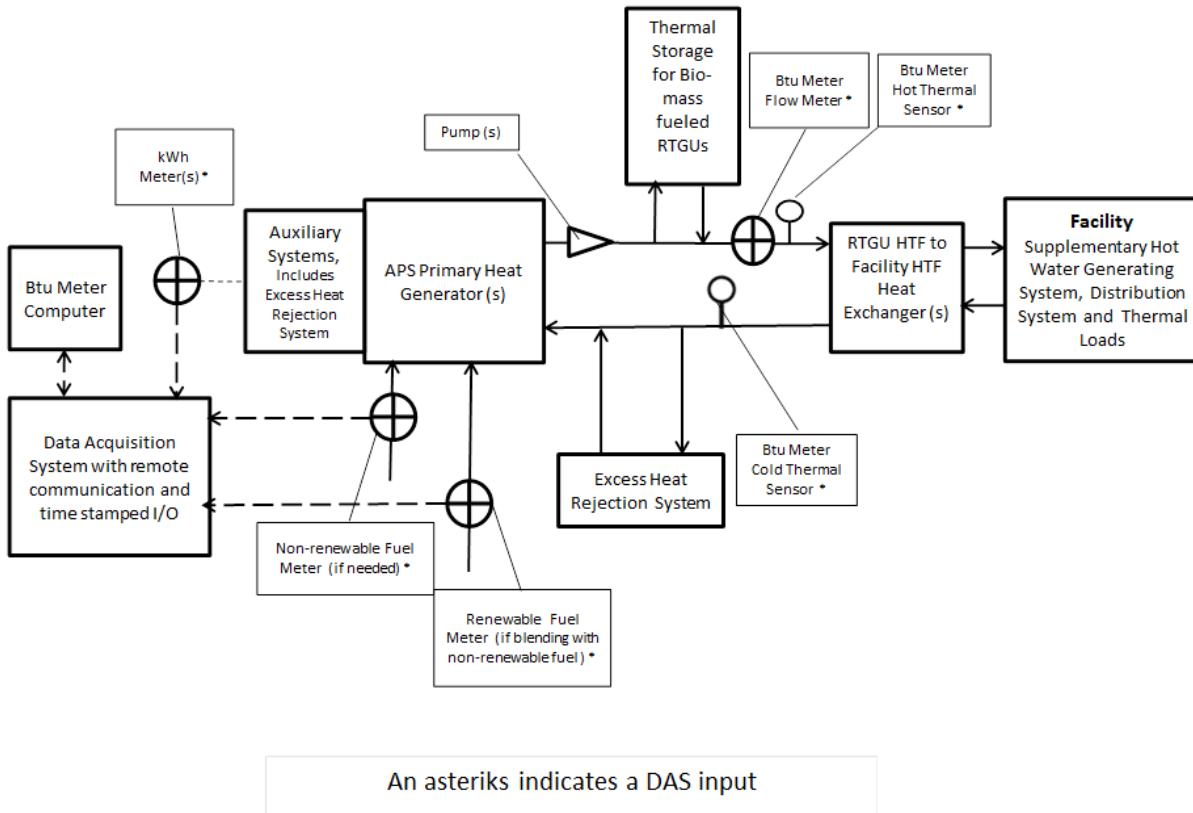 Thermal
Storage
for Bio-
mass
fueled
RTGUs
Btu Meter
Flow Meter *
Btu Meter
Hot Thermal
Sensor *
Pump (s)
kWh
Meter(s) *
Auxiliary
Systems,
Includes
Excess Heat
Rejection
System
APS Primary Heat
Generator (s)
RTGU HTF to
Facility HTF
Heat
Exchanger (s)
Facility
Supplementary Hot
Water Generating
System, Distribution
System and Thermal
Loads
Btu Meter
Computer
Data Acquisition
System with remote
communication and
time stamped I/O
Excess Heat
Rejection System
Btu Meter
Cold Thermal
Sensor *
Non-renewable Fuel
Meter (if needed) *
Renewable Fuel
Meter (if blending with
non-renewable fuel) *
An asteriks indicates a DAS input